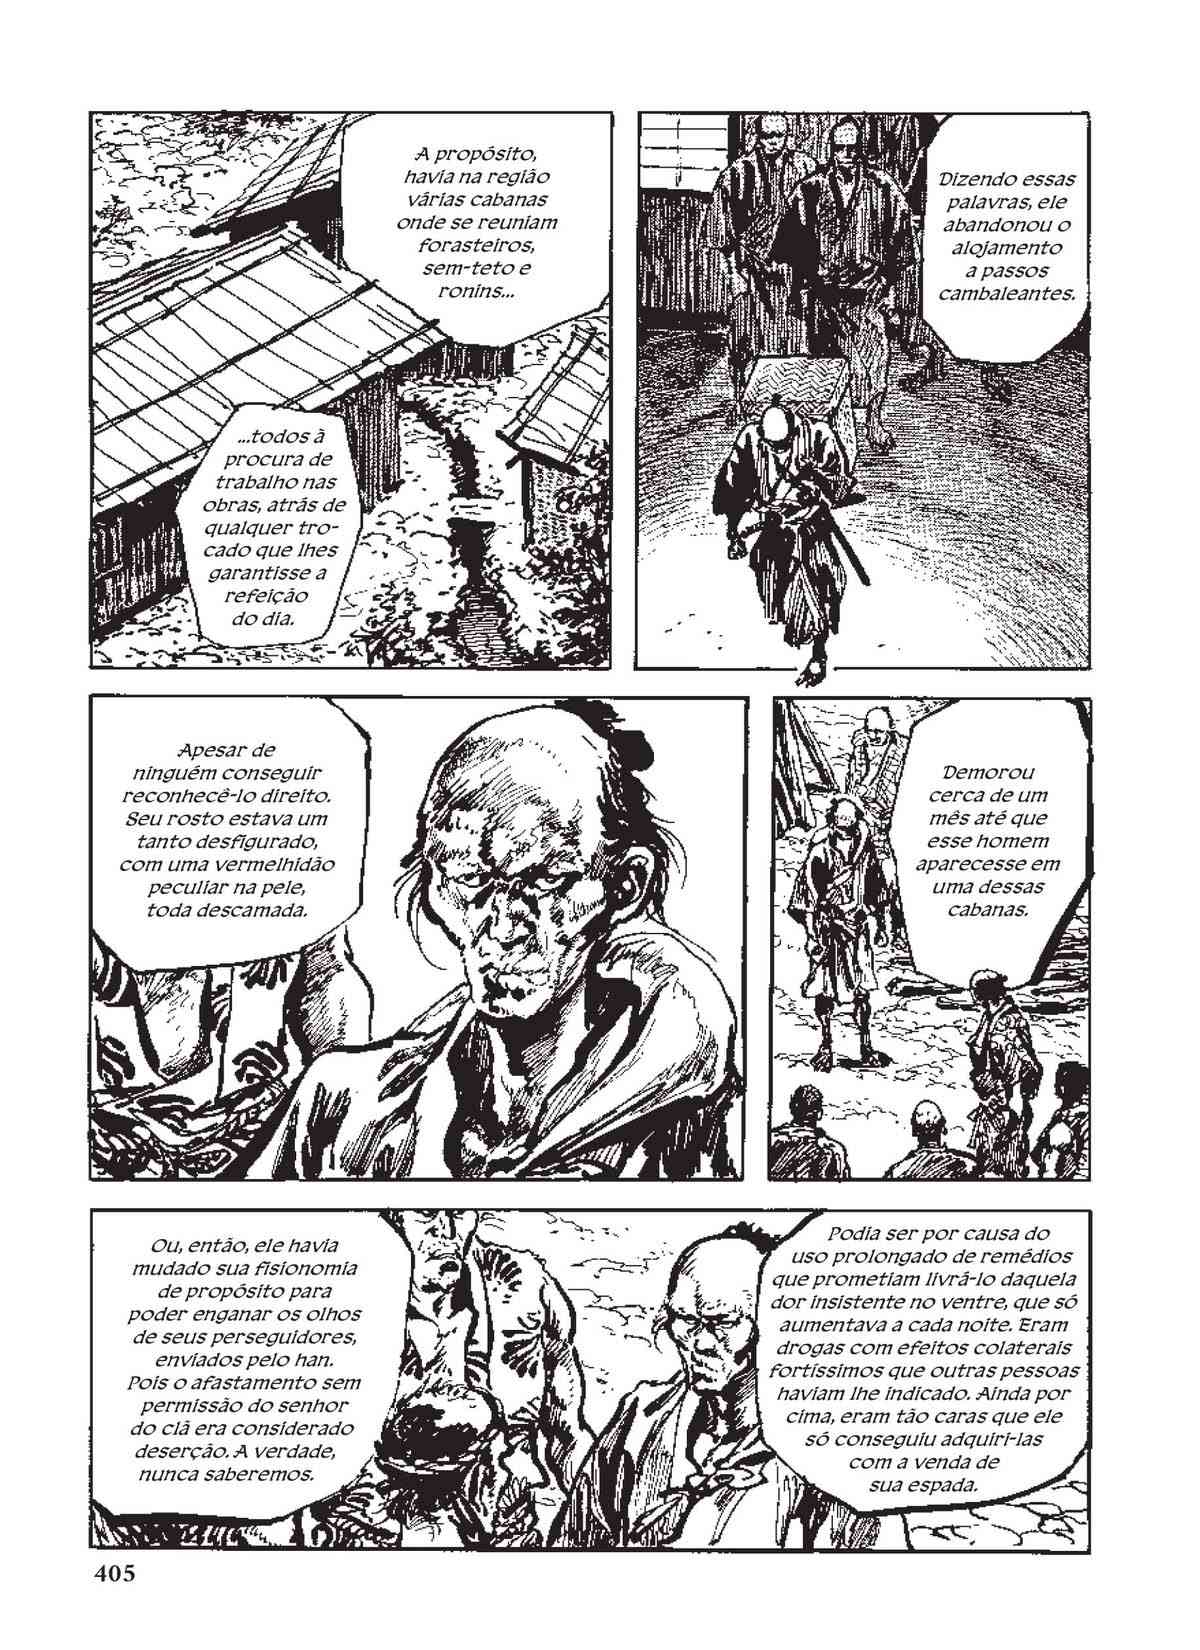 Dizendo essas
palavras, ele
abandonou o
alojamento
a passos
cambaleantes.
A propósito,
havia na região
várias cabanas
onde se reuniam
forasteiros,
sem-teto e
ronins...
...todos à
procura de
trabalho nas
obras, atrás de
qualquer tro-
cado que lhes
garantisse a
refeição
do dia.
Demorou
cerca de um
mês até que
esse homem
aparecesse em
uma dessas
cabanas.
Apesar de
ninguém conseguir
reconhecê-lo direito.
Seu rosto estava um
tanto desfigurado,
com uma vermelhidão
peculiar na pele,
toda descamada.
Podia ser por causa do
uso prolongado de remédios
que prometiam livrá-lo daquela
dor insistente no ventre, que só
aumentava a cada noite. Eram
drogas com efeitos colaterais
fortíssimos que outras pessoas
haviam lhe indicado. Ainda por
cima, eram tão caras que ele
só conseguiu adquiri-las
com a venda de
sua espada.
Ou, então, ele havia
mudado sua fisionomia
de propósito para
poder enganar os olhos
de seus perseguidores,
enviados pelo han.
Pois o afastamento sem
permissão do senhor
do clã era considerado
deserção. A verdade,
nunca saberemos.
405